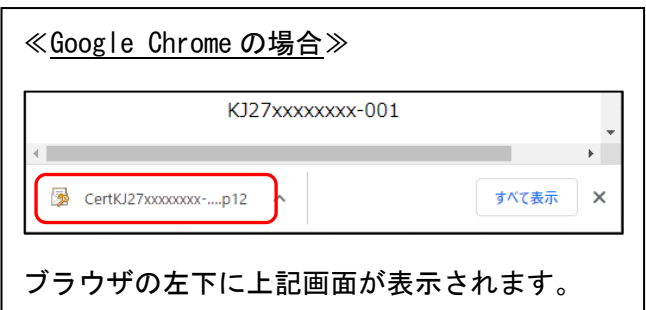 ≪Google Chrome の場合≫
KJ27xxxxxxxx-001
CertKJ27xxxxxxxx-....p12
すべて表示
ブラウザの左下に上記画面が表示されます。